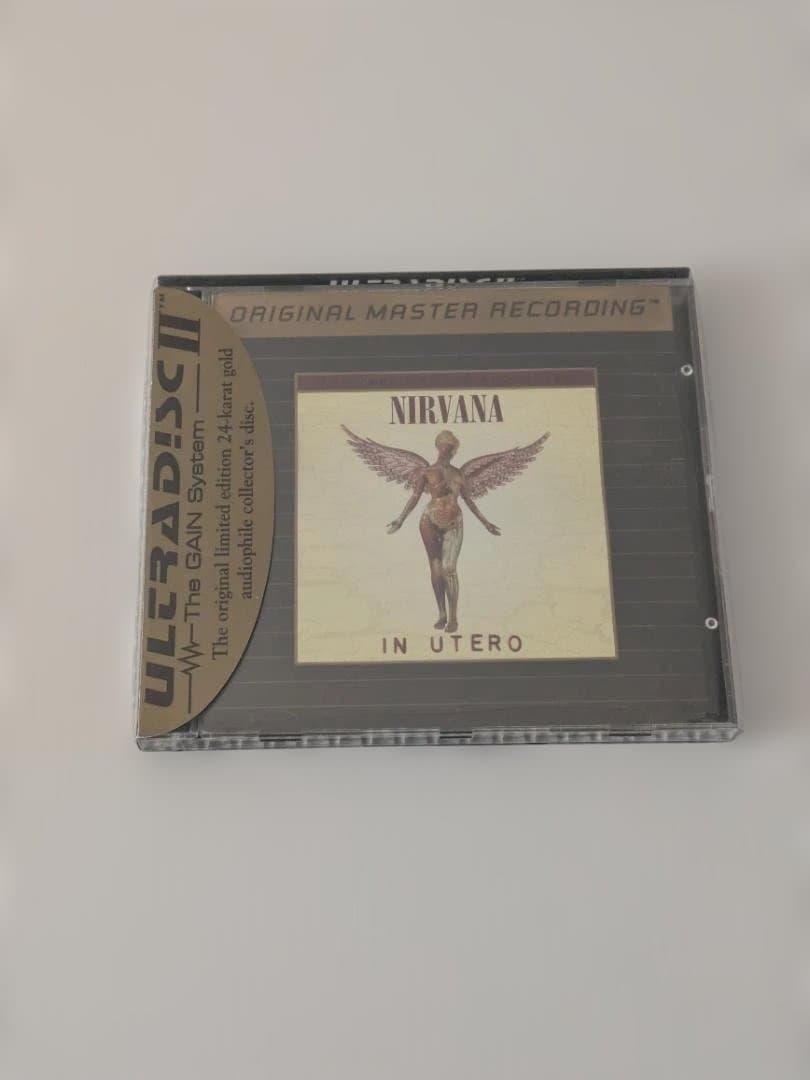 ORIGINAL MASTER RECORDING™
ULTRADISC II™
The GAIN System
The original limited edition 24-karat gold
audiophile collector's disc.
NIRVANA
IN UTERO